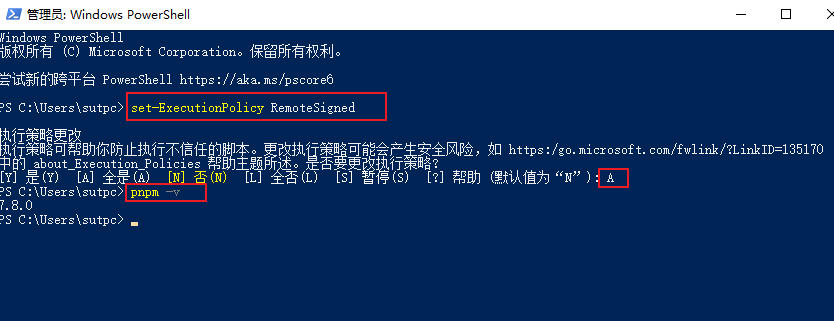 管理员: Windows PowerShell
Windows PowerShell
版权所有 (C) Microsoft Corporation。保留所有权利。
尝试新的跨平台 PowerShell https://aka.ms/pscore6
PS C:\Users\sutpc> set-ExecutionPolicy RemoteSigned
执行策略更改
执行策略可帮助你防止执行不信任的脚本。更改执行策略可能会产生安全风险，如 https:/go.microsoft.com/fwlink/?LinkID=135170
中的 about_Execution_Policies 帮助主题所述。是否要更改执行策略?
[Y] 是(Y)  [A] 全是(A)  [N] 否(N)  [L] 全否(L)  [S] 暂停(S)  [?] 帮助 (默认值为“N”): A
PS C:\Users\sutpc> pnpm -v
7.8.0
PS C:\Users\sutpc>